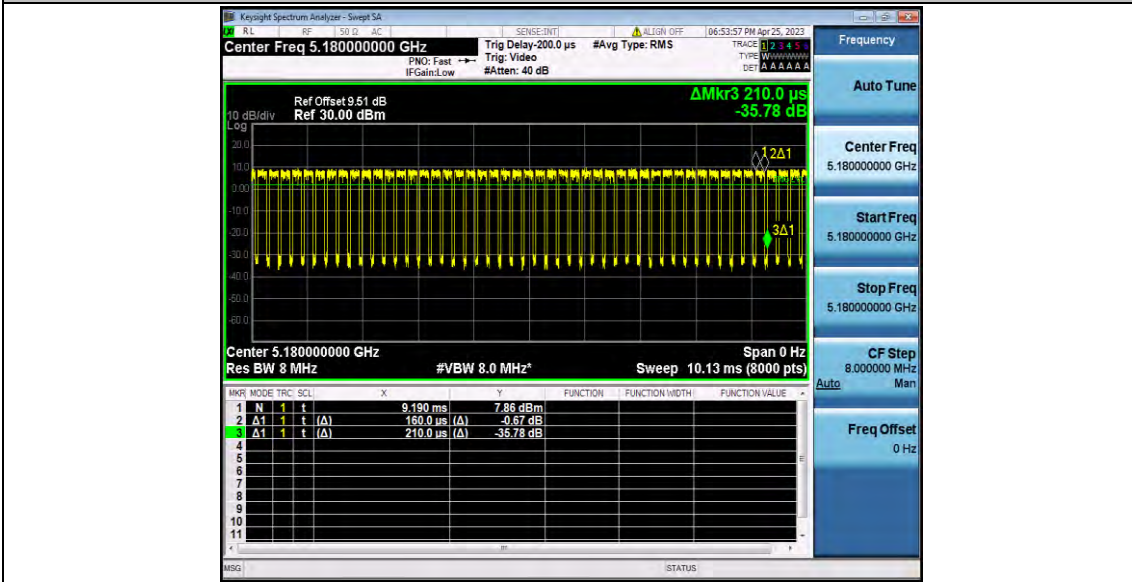 Keysight Spectrum Analyzer - Swept SA
RL RF 50 Ω AC SENSE:INT ALIGN OFF 06:53:57 PM Apr 25, 2023
Center Freq 5.180000000 GHz
PNO: Fast
IFGain:Low
Trig Delay-200.0 µs
Trig: Video
#Atten: 40 dB
#Avg Type: RMS
TRACE 1 2 3 4 5 6
TYPE W
DET A A A A A A
Frequency
Auto Tune
Center Freq
5.180000000 GHz
Start Freq
5.180000000 GHz
Stop Freq
5.180000000 GHz
CF Step
8.000000 MHz
Auto Man
Freq Offset
0 Hz
ΔMkr3 210.0 µs
-35.78 dB
Ref Offset 9.51 dB
10 dB/div Ref 30.00 dBm
Log
20.0
10.0
0.00
-10.0
-20.0
-30.0
-40.0
-50.0
-60.0
1 2Δ1
3Δ1
Center 5.180000000 GHz Span 0 Hz
Res BW 8 MHz #VBW 8.0 MHz* Sweep 10.13 ms (8000 pts)
MKR MODE TRC SCL X Y FUNCTION FUNCTION WIDTH FUNCTION VALUE
1 N 1 t 9.190 ms 7.86 dBm
2 Δ1 1 t (Δ) 160.0 µs (Δ) -0.67 dB
3 Δ1 1 t (Δ) 210.0 µs (Δ) -35.78 dB
4
5
6
7
8
9
10
11
MSG STATUS